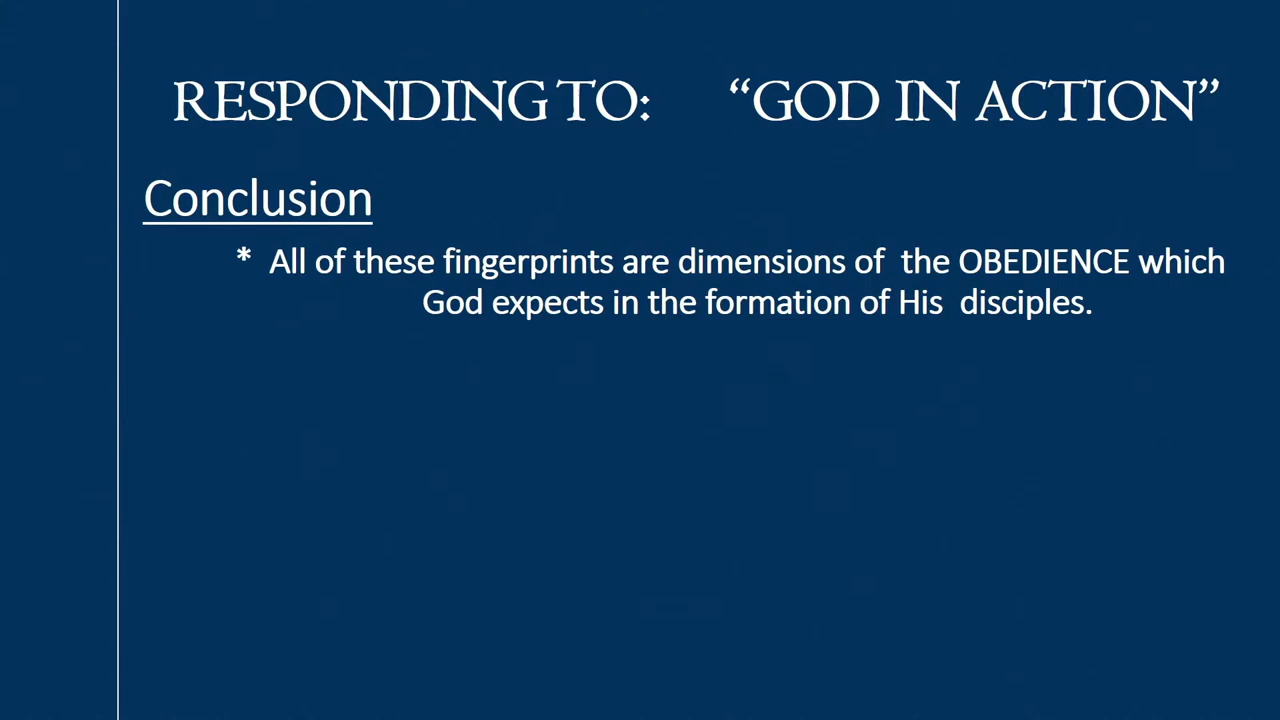 RESPONDING TO: “GOD IN ACTION”
Conclusion
* All of these fingerprints are dimensions of the OBEDIENCE which
God expects in the formation of His disciples.